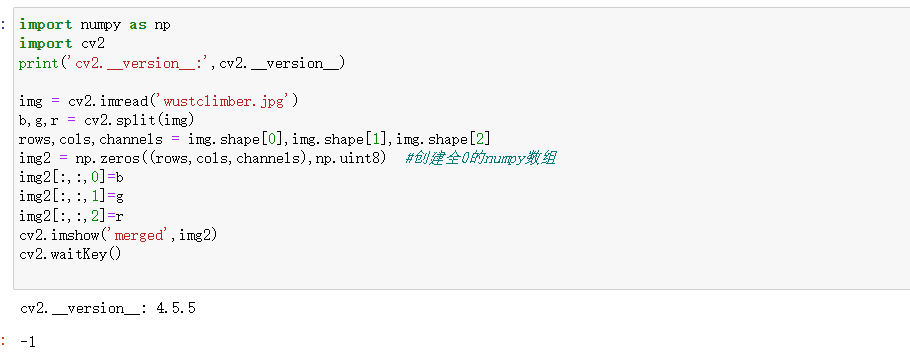 : import numpy as np
import cv2
print('cv2.__version__:',cv2.__version__)
img = cv2.imread('wustclimber.jpg')
b,g,r = cv2.split(img)
rows,cols,channels = img.shape[0],img.shape[1],img.shape[2]
img2 = np.zeros((rows,cols,channels),np.uint8)  #创建全0的numpy数组
img2[:,:,0]=b
img2[:,:,1]=g
img2[:,:,2]=r
cv2.imshow('merged',img2)
cv2.waitKey()
cv2.__version__: 4.5.5
: -1